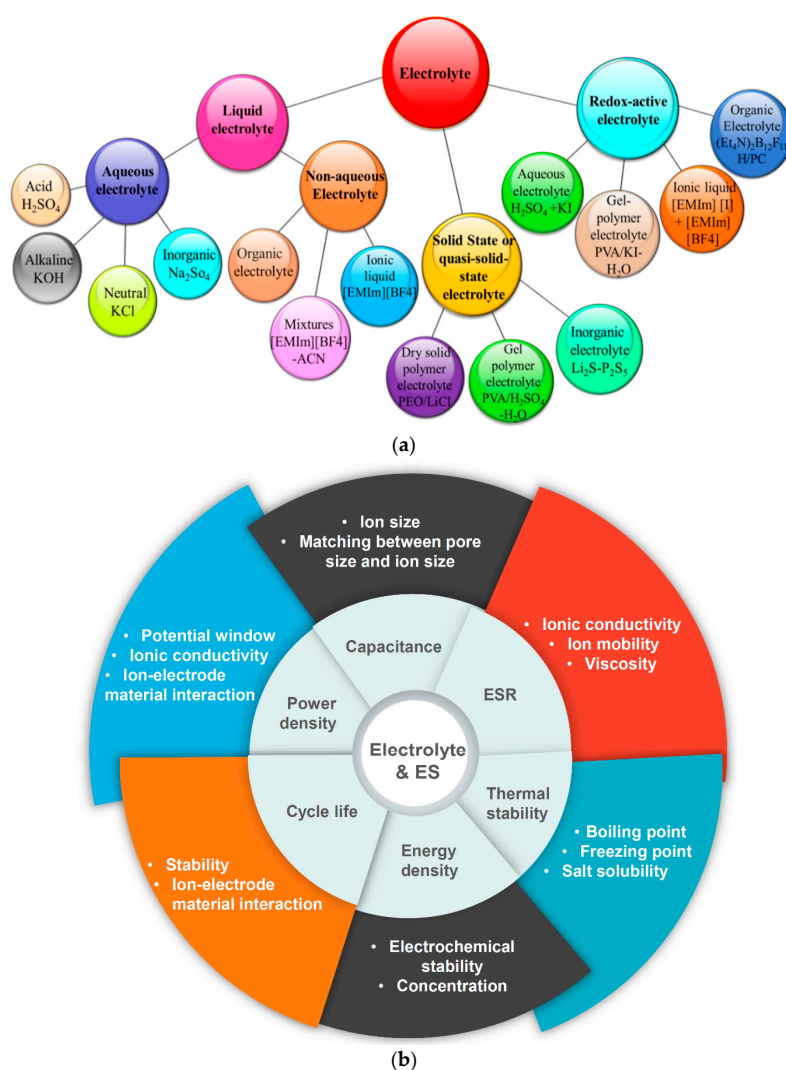 Electrolyte
Liquid
electrolyte
Redox-active
electrolyte
Organic
Electrolyte
(Et₄N)₂B₁₂F₁₁
H/PC
Aqueous
electrolyte
Non-aqueous
Electrolyte
Acid
H₂SO₄
Alkaline
KOH
Neutral
KCl
Inorganic
Na₂So₄
Organic
electrolyte
Mixtures
[EMIm][BF4]
-ACN
Ionic
liquid
[EMIm][BF4]
Solid State or
quasi-solid-
state
electrolyte
Aqueous
electrolyte
H₂SO₄ +KI
Gel-
polymer
electrolyte
PVA/KI-
H₂O
Ionic liquid
[EMIm] [I]
+ [EMIm]
[BF4]
Dry solid
polymer
electrolyte
PEO/LiCl
Gel
polymer
electrolyte
PVA/H₂SO₄
-H₂O
Inorganic
electrolyte
Li₂S-P₂S₅
(a)
• Ion size
• Matching between pore
size and ion size
• Potential window
• Ionic conductivity
• Ion-electrode
material interaction
• Ionic conductivity
• Ion mobility
• Viscosity
Capacitance
Power
density
ESR
Electrolyte
& ES
Cycle life
Thermal
stability
Energy
density
• Stability
• Ion-electrode
material interaction
• Boiling point
• Freezing point
• Salt solubility
• Electrochemical
stability
• Concentration
(b)